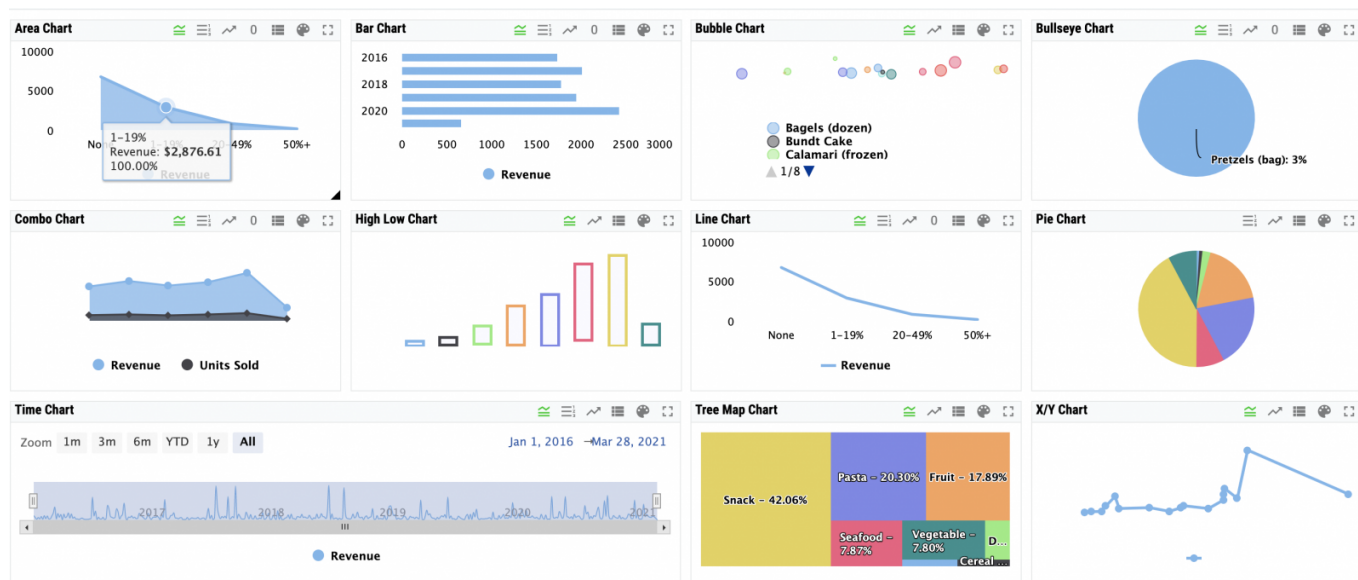 Area Chart
0
10000
5000
0
1-19%
Revenue: $2,876.61
100.00%
20-49%
50%+
Revenue
Bar Chart
0
2016
2018
2020
0
500
1000
1500
2000
2500
3000
Revenue
Bubble Chart
Bagels (dozen)
Bundt Cake
Calamari (frozen)
1/8
Bullseye Chart
0
Pretzels (bag): 3%
Combo Chart
0
Revenue
Units Sold
High Low Chart
Line Chart
0
10000
5000
0
None
1-19%
20-49%
50%+
Revenue
Pie Chart
Time Chart
Zoom 1m 3m 6m YTD 1y All
Jan 1, 2016 → Mar 28, 2021
2017
2018
2019
2020
2021
Revenue
Tree Map Chart
Snack - 42.06%
Pasta - 20.30%
Fruit - 17.89%
Seafood -
7.87%
Vegetable -
7.80%
D...
Cereal ...
X/Y Chart